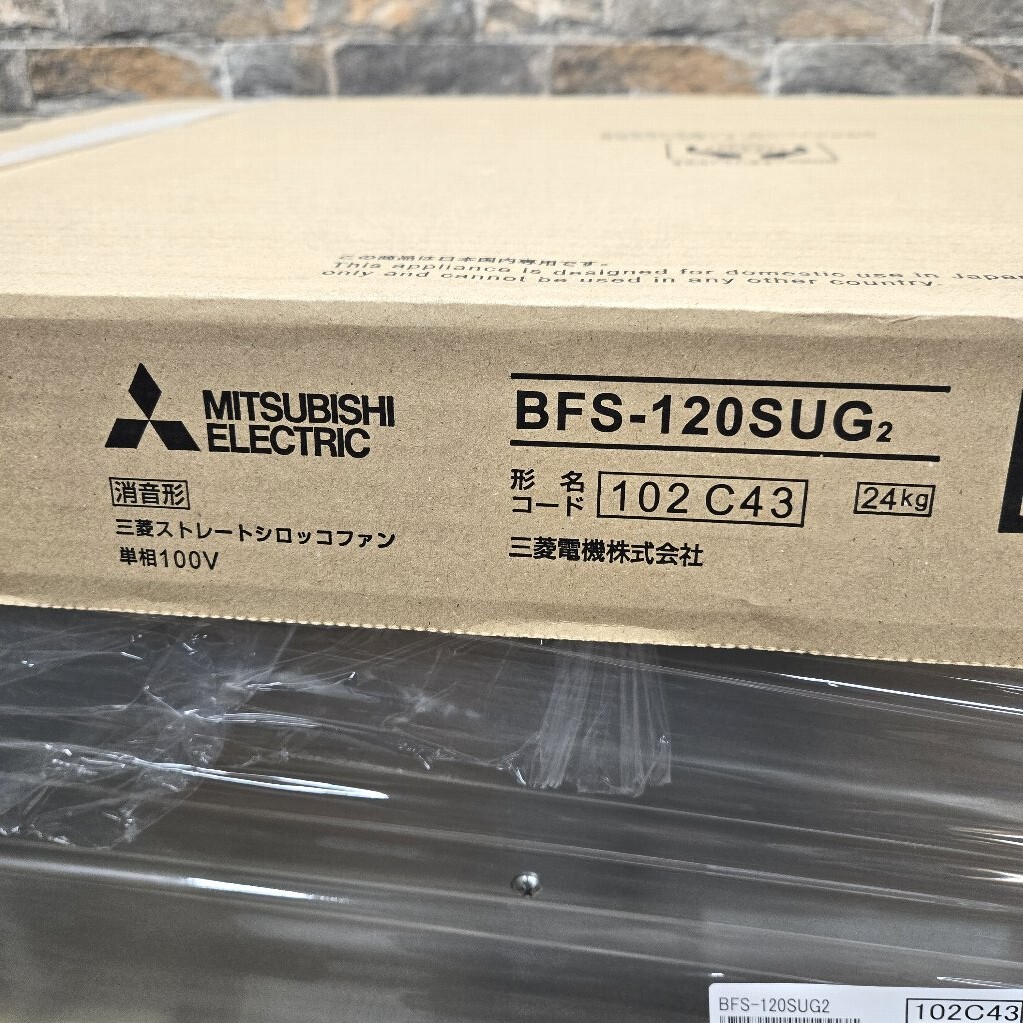 この商品は日本国内専用です。
This appliance is designed for domestic use in Japan
only and cannot be used in any other country.
MITSUBISHI
ELECTRIC
BFS-120SUG2
消音形
形名
コード
102C43
24kg
三菱ストレートシロッコファン
単相100V
三菱電機株式会社
BFS-120SUG2
102C43